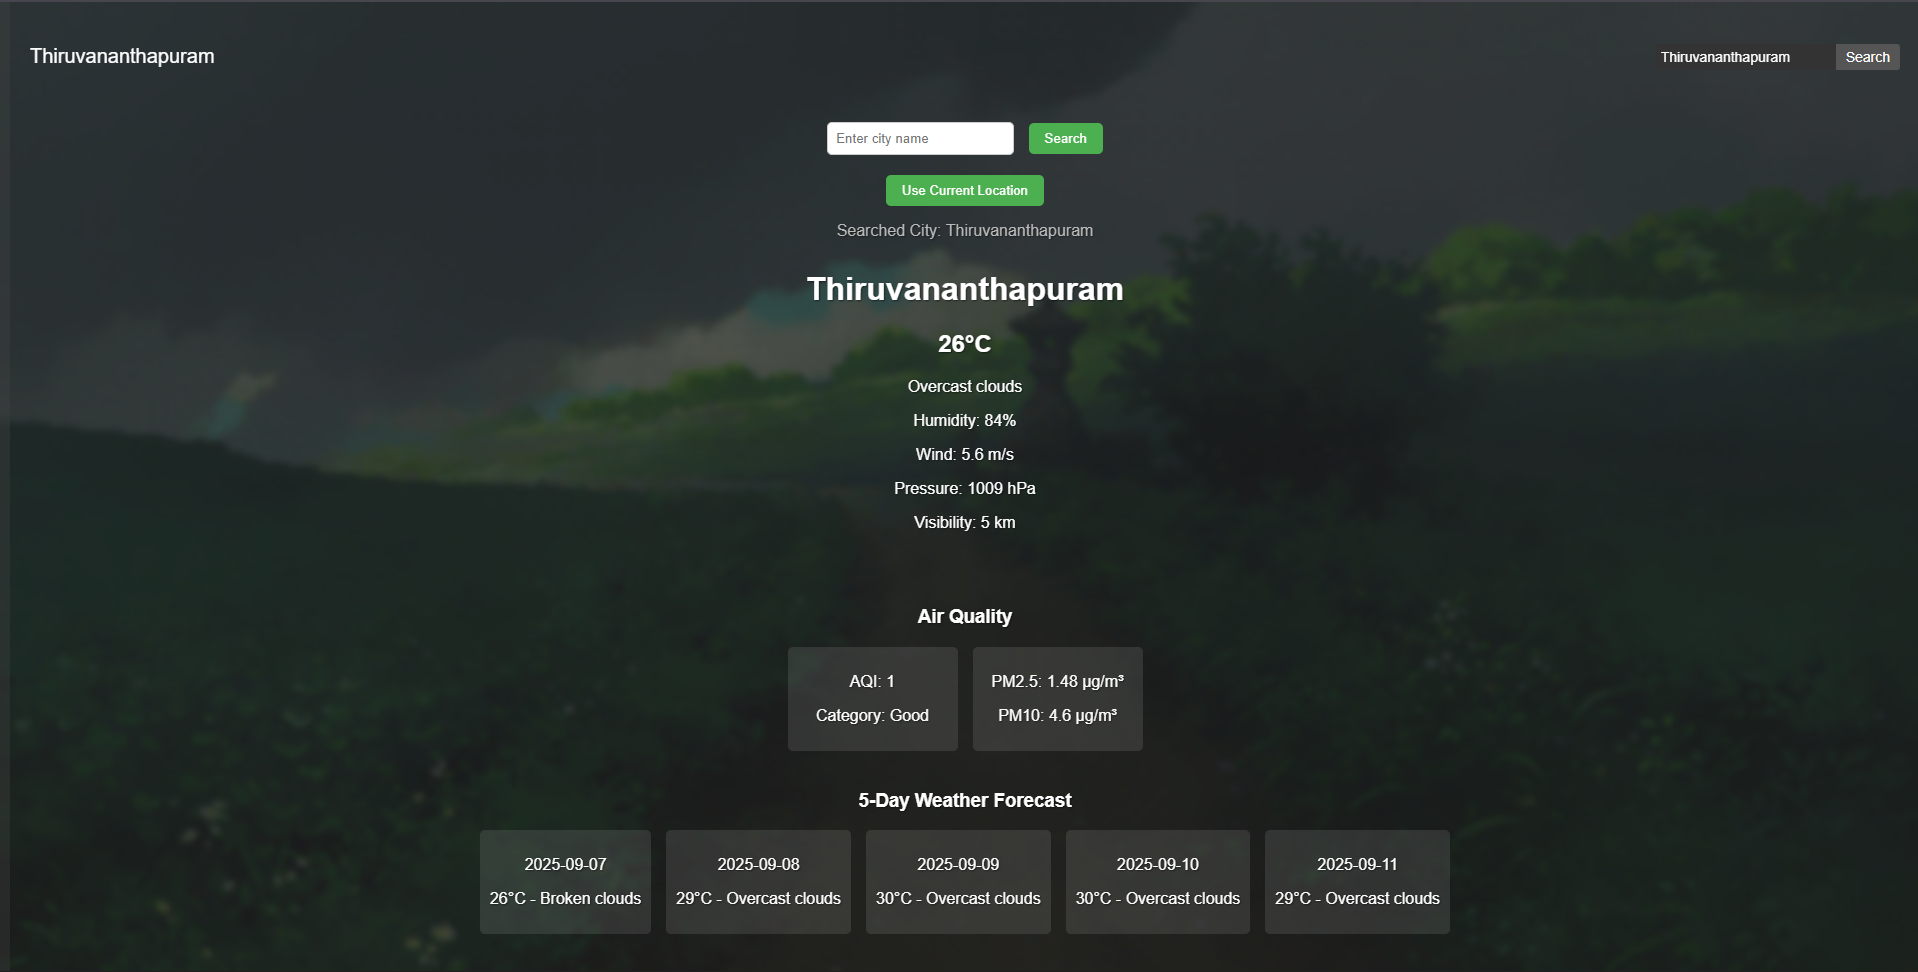 Thiruvananthapuram
Thiruvananthapuram
Search
Enter city name
Search
Use Current Location
Searched City: Thiruvananthapuram
Thiruvananthapuram
26°C
Overcast clouds
Humidity: 84%
Wind: 5.6 m/s
Pressure: 1009 hPa
Visibility: 5 km
Air Quality
AQI: 1
Category: Good
PM2.5: 1.48 µg/m³
PM10: 4.6 µg/m³
5-Day Weather Forecast
2025-09-07
26°C - Broken clouds
2025-09-08
29°C - Overcast clouds
2025-09-09
30°C - Overcast clouds
2025-09-10
30°C - Overcast clouds
2025-09-11
29°C - Overcast clouds